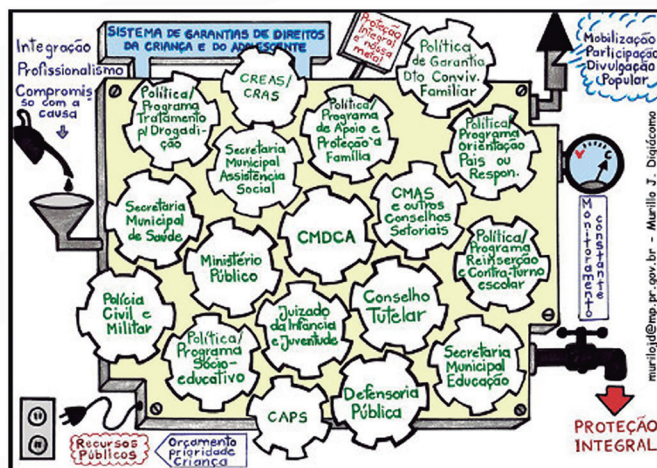 SISTEMA DE GARANTIAS DE DIREITOS
DA CRIANÇA E DO ADOLESCENTE
Integração
Profissionalismo
Compromis
so com a
causa
Proteção
Integral
é nossa
meta!
Mobilização
Participação
Divulgação
Popular
Política/
Programa
Tratamento
p/ Drogadi-
ção
CREAS/
CRAS
Política/
Programa
de Apoio e
Proteção à
Família
Política
de Garantia
Dto Conviv.
Familiar
Política/
Programa
Orientação
Pais ou
Respon.
Secretaria
Municipal
Assistência
Social
Secretaria
Municipal
de Saúde
Ministério
Público
CMDCA
CMAS
e outros
Conselhos
Setoriais
Política/
Programa
Reinserção
e Contra-turno
escolar
Polícia
Civil e
Militar
Política/
Programa
Sócio-
educativo
Juizado
da Infância
e Juventude
Conselho
Tutelar
Secretaria
Municipal
Educação
CAPS
Defensoria
Pública
Monitoramento
constante
Recursos
Públicos
Orçamento
prioridade
Criança
PROTEÇÃO
INTEGRAL
murilojd@mp.pr.gov.br - Murillo J. Digiácomo